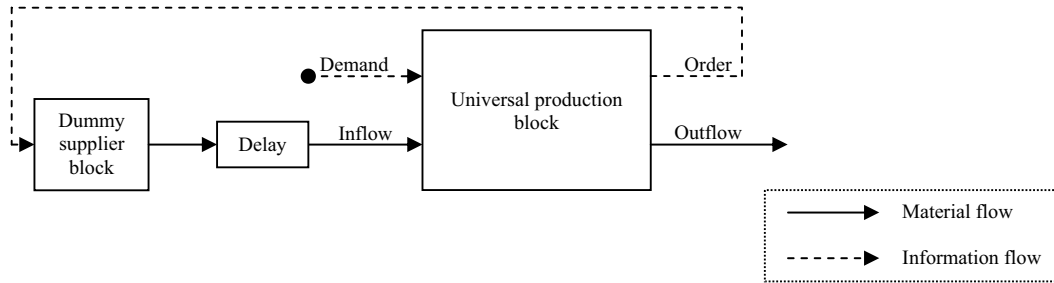 Demand
Order
Universal production
block
Dummy
supplier
block
Delay
Inflow
Outflow
Material flow
Information flow